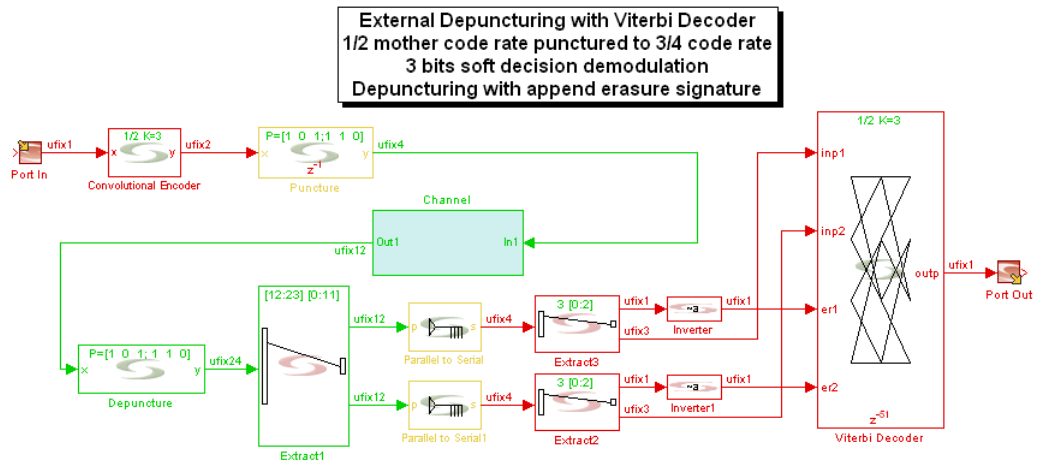 External Depuncturing with Viterbi Decoder
1/2 mother code rate punctured to 3/4 code rate
3 bits soft decision demodulation
Depuncturing with append erasure signature
Port In
ufix1
1/2 K=3
x
y
Convolutional Encoder
ufix2
P=[1 0 1;1 1 0]
x
y
z^-1
Puncture
ufix4
Channel
Out1
In1
ufix12
P=[1 0 1; 1 1 0]
x
y
Depuncture
ufix24
[12:23] [0:11]
Extract1
ufix12
ufix12
p
s
Parallel to Serial
ufix4
p
s
Parallel to Serial1
ufix4
3 [0:2]
Extract3
ufix1
ufix3
~a
Inverter
ufix1
3 [0:2]
Extract2
ufix1
ufix3
~a
Inverter1
ufix1
1/2 K=3
inp1
inp2
er1
er2
outp
z^-51
Viterbi Decoder
ufix1
Port Out